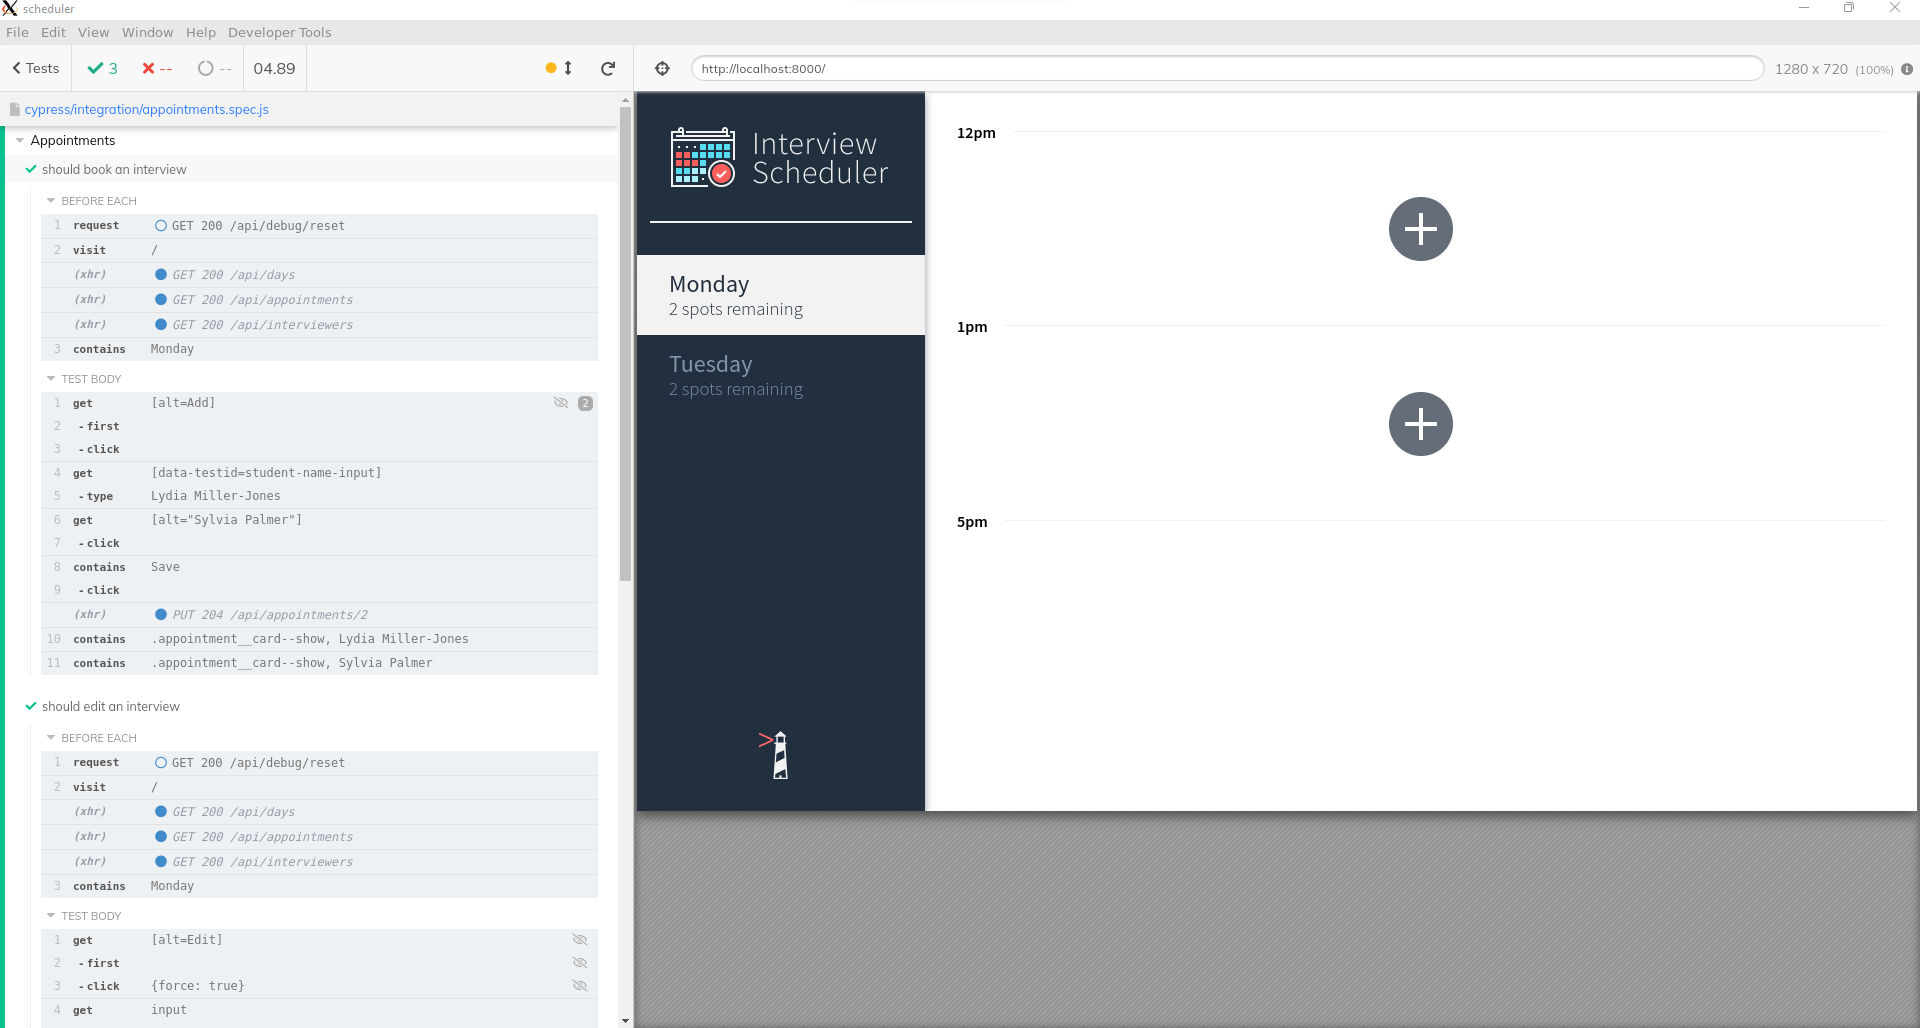 scheduler
File Edit View Window Help Developer Tools
Tests 3 -- -- 04.89
http://localhost:8000/ 1280 x 720 (100%)
cypress/integration/appointments.spec.js
Appointments
should book an interview
BEFORE EACH
1 request GET 200 /api/debug/reset
2 visit /
(xhr) GET 200 /api/days
(xhr) GET 200 /api/appointments
(xhr) GET 200 /api/interviewers
3 contains Monday
TEST BODY
1 get [alt=Add] 2
2 -first
3 -click
4 get [data-testid=student-name-input]
5 -type Lydia Miller-Jones
6 get [alt="Sylvia Palmer"]
7 -click
8 contains Save
9 -click
(xhr) PUT 204 /api/appointments/2
10 contains .appointment__card--show, Lydia Miller-Jones
11 contains .appointment__card--show, Sylvia Palmer
should edit an interview
BEFORE EACH
1 request GET 200 /api/debug/reset
2 visit /
(xhr) GET 200 /api/days
(xhr) GET 200 /api/appointments
(xhr) GET 200 /api/interviewers
3 contains Monday
TEST BODY
1 get [alt=Edit]
2 -first
3 -click {force: true}
4 get input
Interview
Scheduler
Monday
2 spots remaining
Tuesday
2 spots remaining
12pm
1pm
5pm